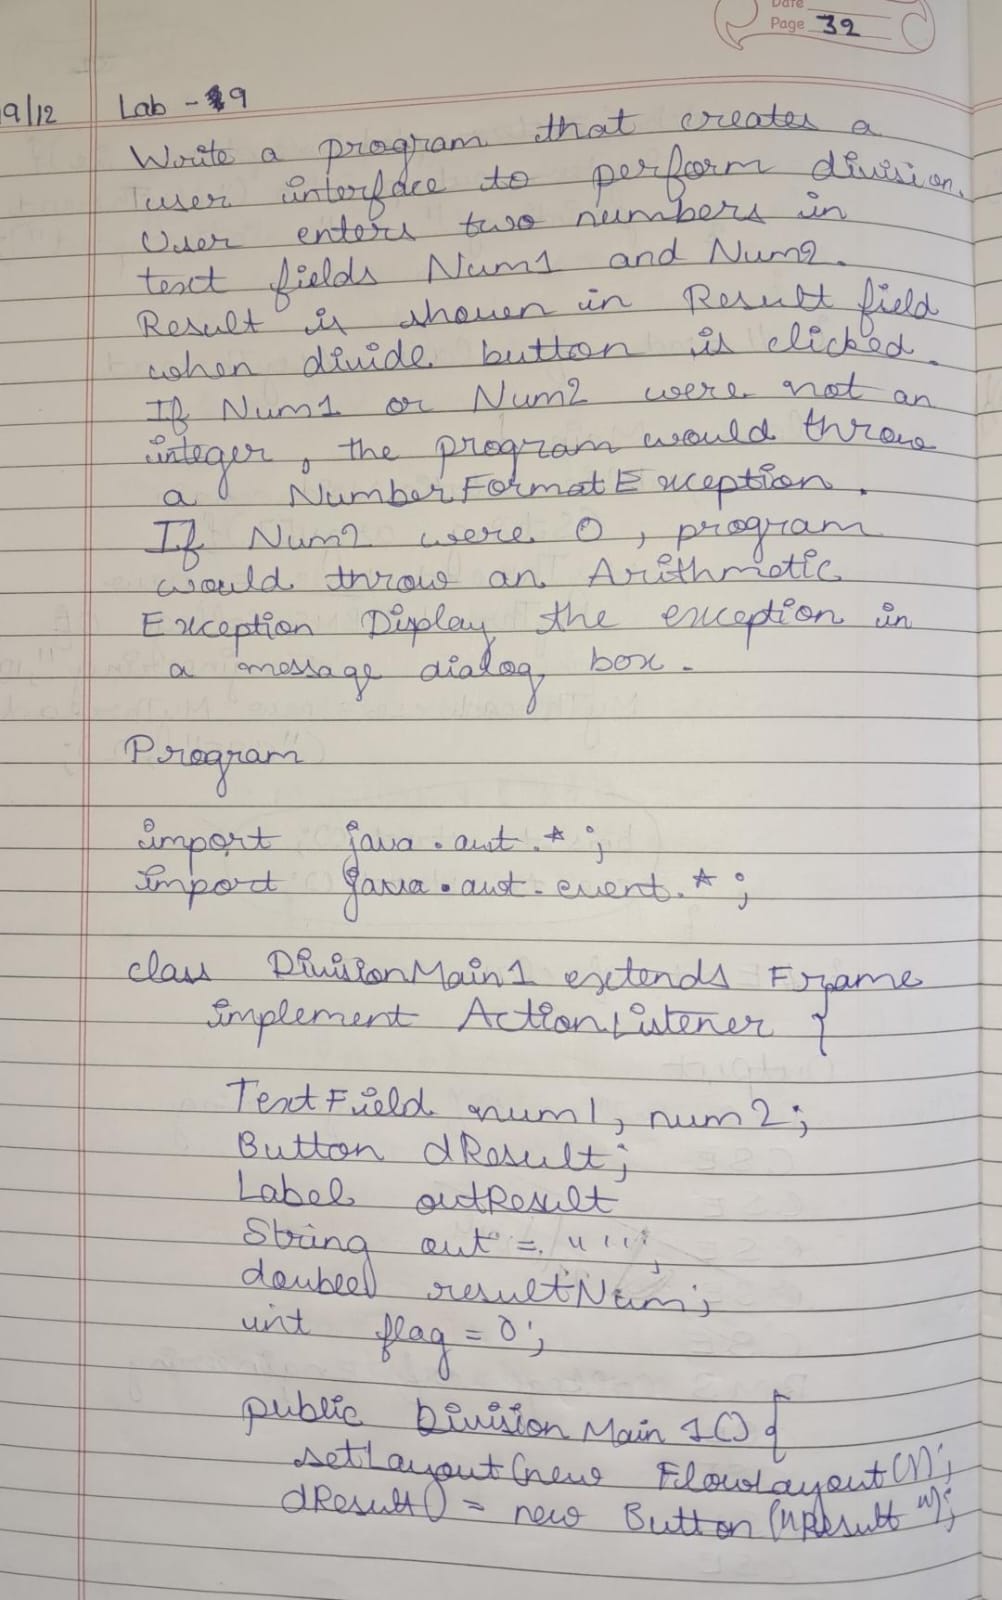 Date
Page 32
9/12 Lab - 9
Write a program that creates a
user interface to perform division.
User enters two numbers in
text fields Num1 and Num2.
Result is shown in Result field
when divide button is clicked.
If Num1 or Num2 were not an
integer, the program would throw
a NumberFormatException.
If Num2 were 0, program
would throw an Arithmetic
Exception Display the exception in
a message dialog box.
Program
import java.awt.*;
import java.awt.event.*;
class DivisionMain1 extends Frame
implement ActionListener {
TextField num1, num2;
Button dResult;
Label outResult
String out = "";
double resultNum;
int flag = 0;
public DivisionMain1() {
setLayout(new FlowLayout());
dResult() = new Button("Result");